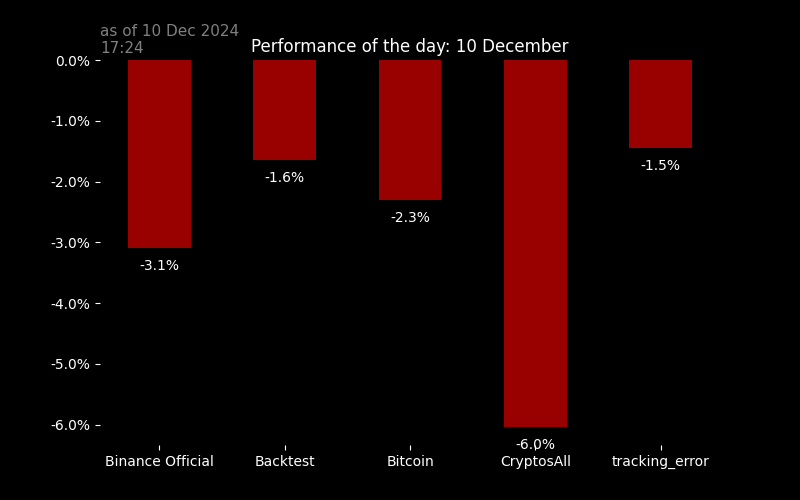 as of 10 Dec 2024
17:24
Performance of the day: 10 December
0.0%
-1.0%
-2.0%
-3.0%
-4.0%
-5.0%
-6.0%
-3.1%
-1.6%
-2.3%
-6.0%
-1.5%
Binance Official
Backtest
Bitcoin
CryptosAll
tracking_error